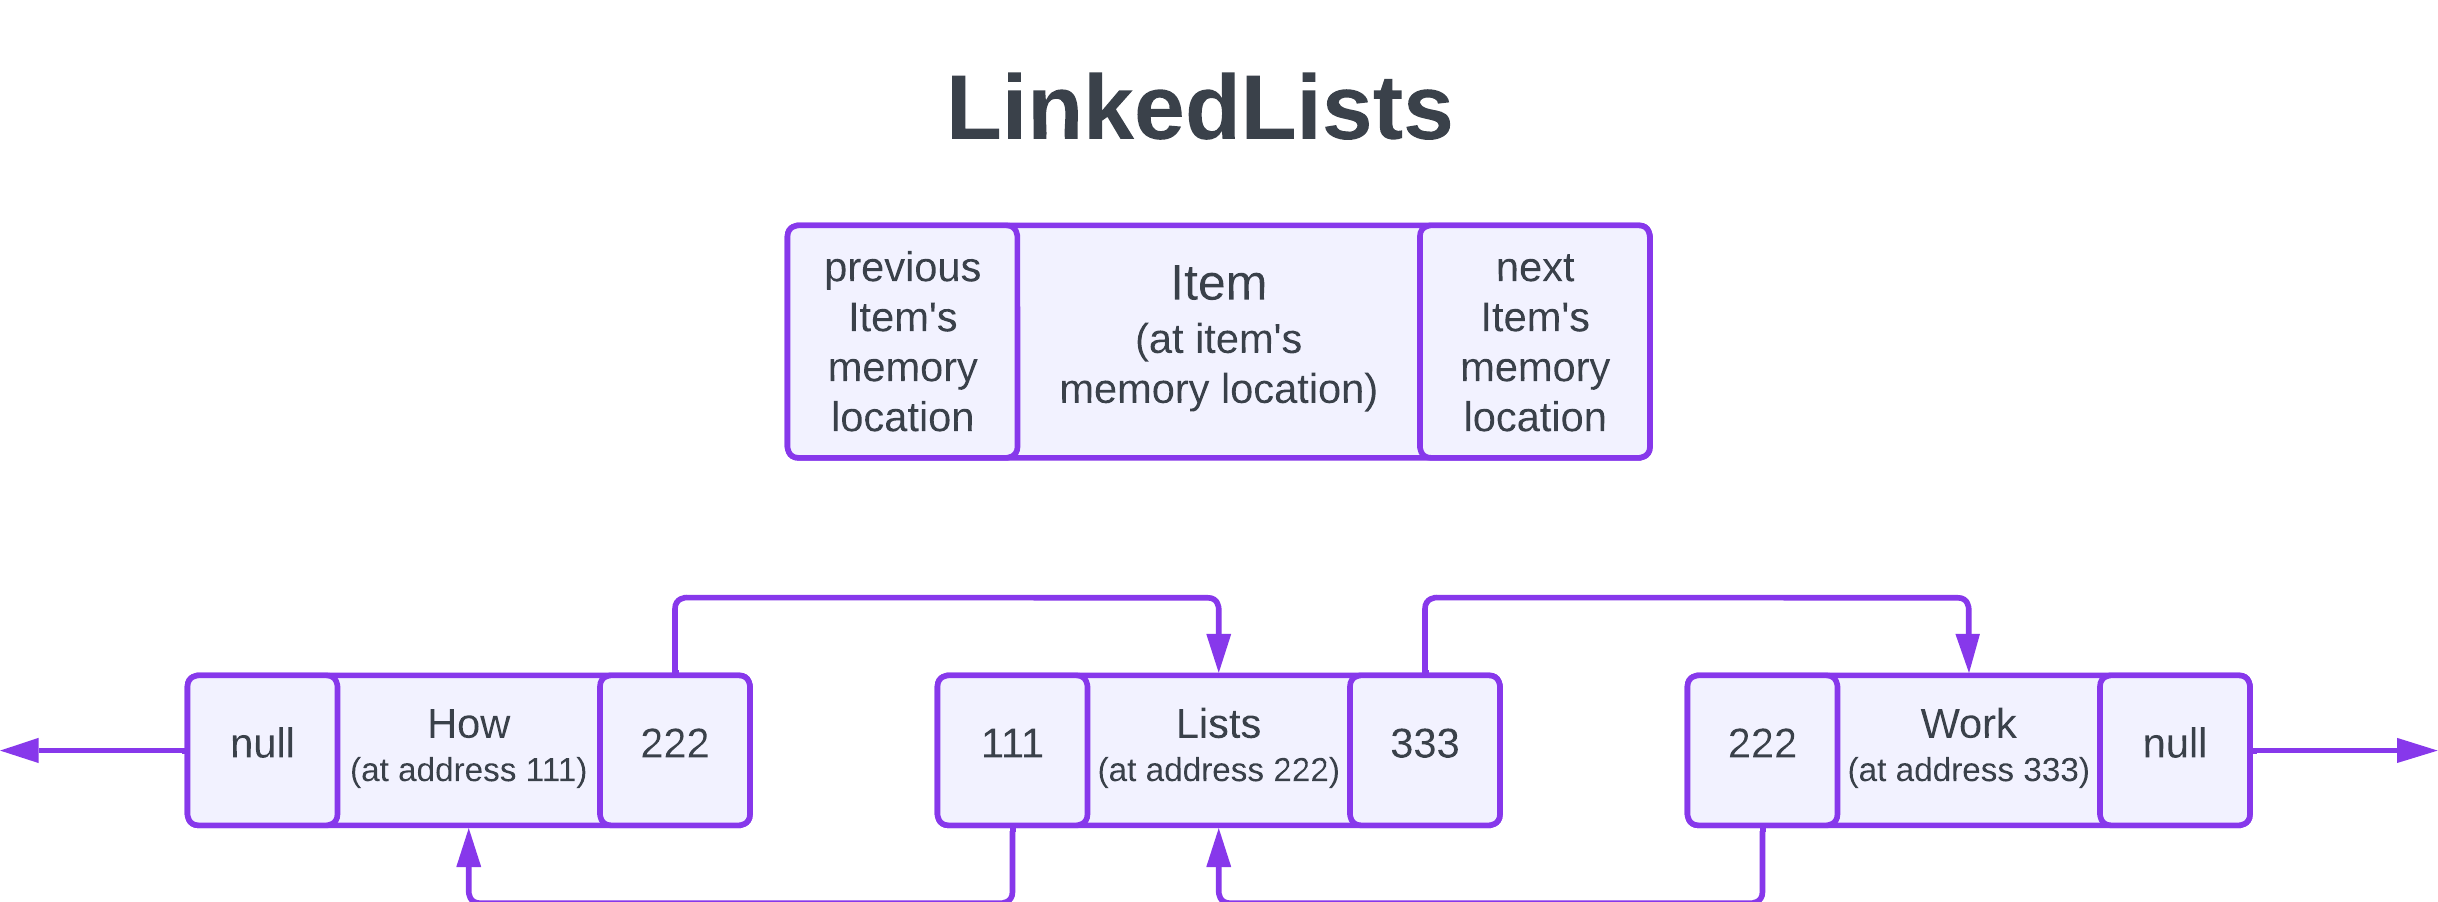 LinkedLists
previous
Item's
memory
location
Item
(at item's
memory location)
next
Item's
memory
location
null
How
(at address 111)
222
111
Lists
(at address 222)
333
222
Work
(at address 333)
null